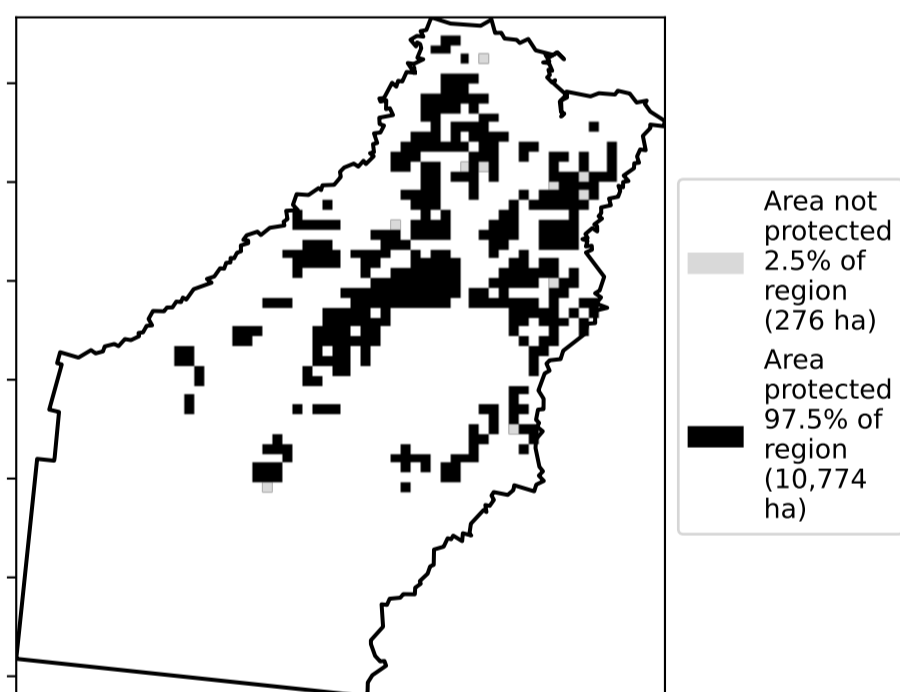 Area not
protected
2.5% of
region
(276 ha)
Area
protected
97.5% of
region
(10,774
ha)